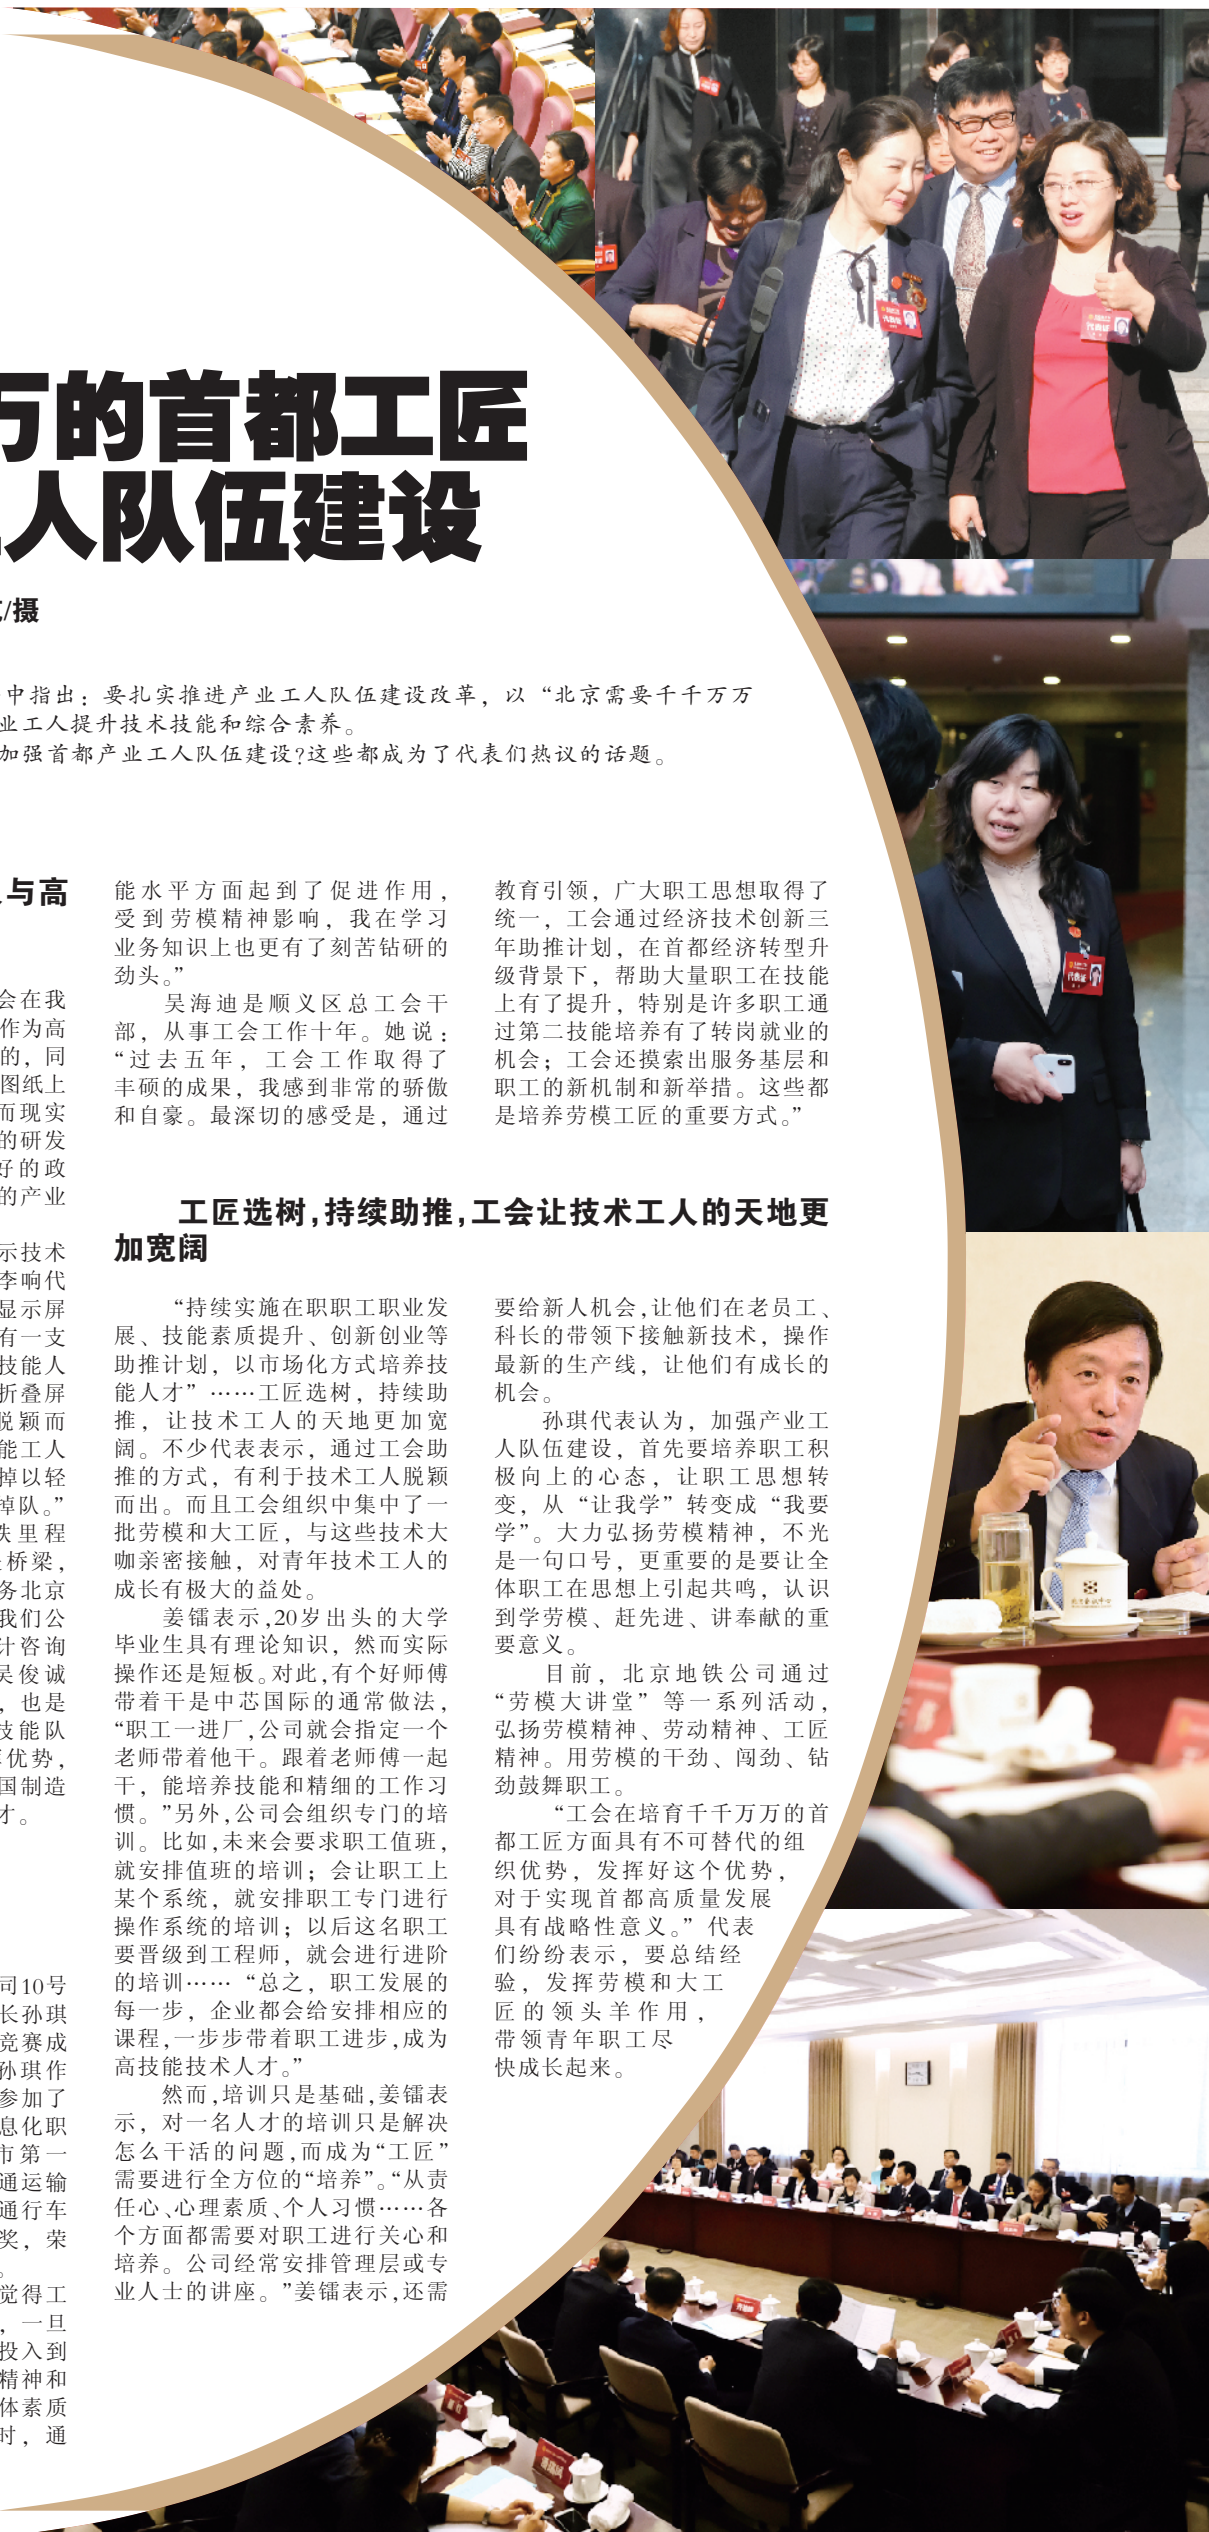 万的首都工匠
工人队伍建设
/摄
中指出：要扎实推进产业工人队伍建设改革，以“北京需要千千万万
业工人提升技术技能和综合素养。
加强首都产业工人队伍建设?这些都成为了代表们热议的话题。
与高
会在我
作为高
的，同
图纸上
而现实
的研发
好的政
的产业
示技术
李响代
显示屏
有一支
技能人
折叠屏
脱颖而
能工人
掉以轻
掉队。”
铁里程
桥梁，
务北京
我们公
计咨询
吴俊诚
，也是
技能队
优势，
国制造
才。
司10号
长孙琪
竞赛成
孙琪作
参加了
息化职
市第一
通运输
通行车
奖，荣
。
觉得工
，一旦
投入到
精神和
体素质
时，通
能水平方面起到了促进作用，
受到劳模精神影响，我在学习
业务知识上也更有了刻苦钻研的
劲头。”
吴海迪是顺义区总工会干
部，从事工会工作十年。她说：
“过去五年，工会工作取得了
丰硕的成果，我感到非常的骄傲
和自豪。最深切的感受是，通过
教育引领，广大职工思想取得了
统一，工会通过经济技术创新三
年助推计划，在首都经济转型升
级背景下，帮助大量职工在技能
上有了提升，特别是许多职工通
过第二技能培养有了转岗就业的
机会；工会还摸索出服务基层和
职工的新机制和新举措。这些都
是培养劳模工匠的重要方式。”
工匠选树,持续助推,工会让技术工人的天地更
加宽阔
“持续实施在职职工职业发
展、技能素质提升、创新创业等
助推计划，以市场化方式培养技
能人才”……工匠选树，持续助
推，让技术工人的天地更加宽
阔。不少代表表示，通过工会助
推的方式，有利于技术工人脱颖
而出。而且工会组织中集中了一
批劳模和大工匠，与这些技术大
咖亲密接触，对青年技术工人的
成长有极大的益处。
姜镭表示,20岁出头的大学
毕业生具有理论知识，然而实际
操作还是短板。对此,有个好师傅
带着干是中芯国际的通常做法，
“职工一进厂,公司就会指定一个
老师带着他干。跟着老师傅一起
干，能培养技能和精细的工作习
惯。”另外,公司会组织专门的培
训。比如,未来会要求职工值班，
就安排值班的培训；会让职工上
某个系统，就安排职工专门进行
操作系统的培训；以后这名职工
要晋级到工程师，就会进行进阶
的培训……“总之，职工发展的
每一步，企业都会给安排相应的
课程,一步步带着职工进步,成为
高技能技术人才。”
然而,培训只是基础,姜镭表
示，对一名人才的培训只是解决
怎么干活的问题,而成为“工匠”
需要进行全方位的“培养”。“从责
任心、心理素质、个人习惯……各
个方面都需要对职工进行关心和
培养。公司经常安排管理层或专
业人士的讲座。”姜镭表示,还需
要给新人机会,让他们在老员工、
科长的带领下接触新技术，操作
最新的生产线，让他们有成长的
机会。
孙琪代表认为，加强产业工
人队伍建设，首先要培养职工积
极向上的心态，让职工思想转
变，从“让我学”转变成“我要
学”。大力弘扬劳模精神，不光
是一句口号，更重要的是要让全
体职工在思想上引起共鸣，认识
到学劳模、赶先进、讲奉献的重
要意义。
目前，北京地铁公司通过
“劳模大讲堂”等一系列活动，
弘扬劳模精神、劳动精神、工匠
精神。用劳模的干劲、闯劲、钻
劲鼓舞职工。
“工会在培育千千万万的首
都工匠方面具有不可替代的组
织优势，发挥好这个优势，
对于实现首都高质量发展
具有战略性意义。”代表
们纷纷表示，要总结经
验，发挥劳模和大工
匠的领头羊作用，
带领青年职工尽
快成长起来。
代表证
代表证
代表证